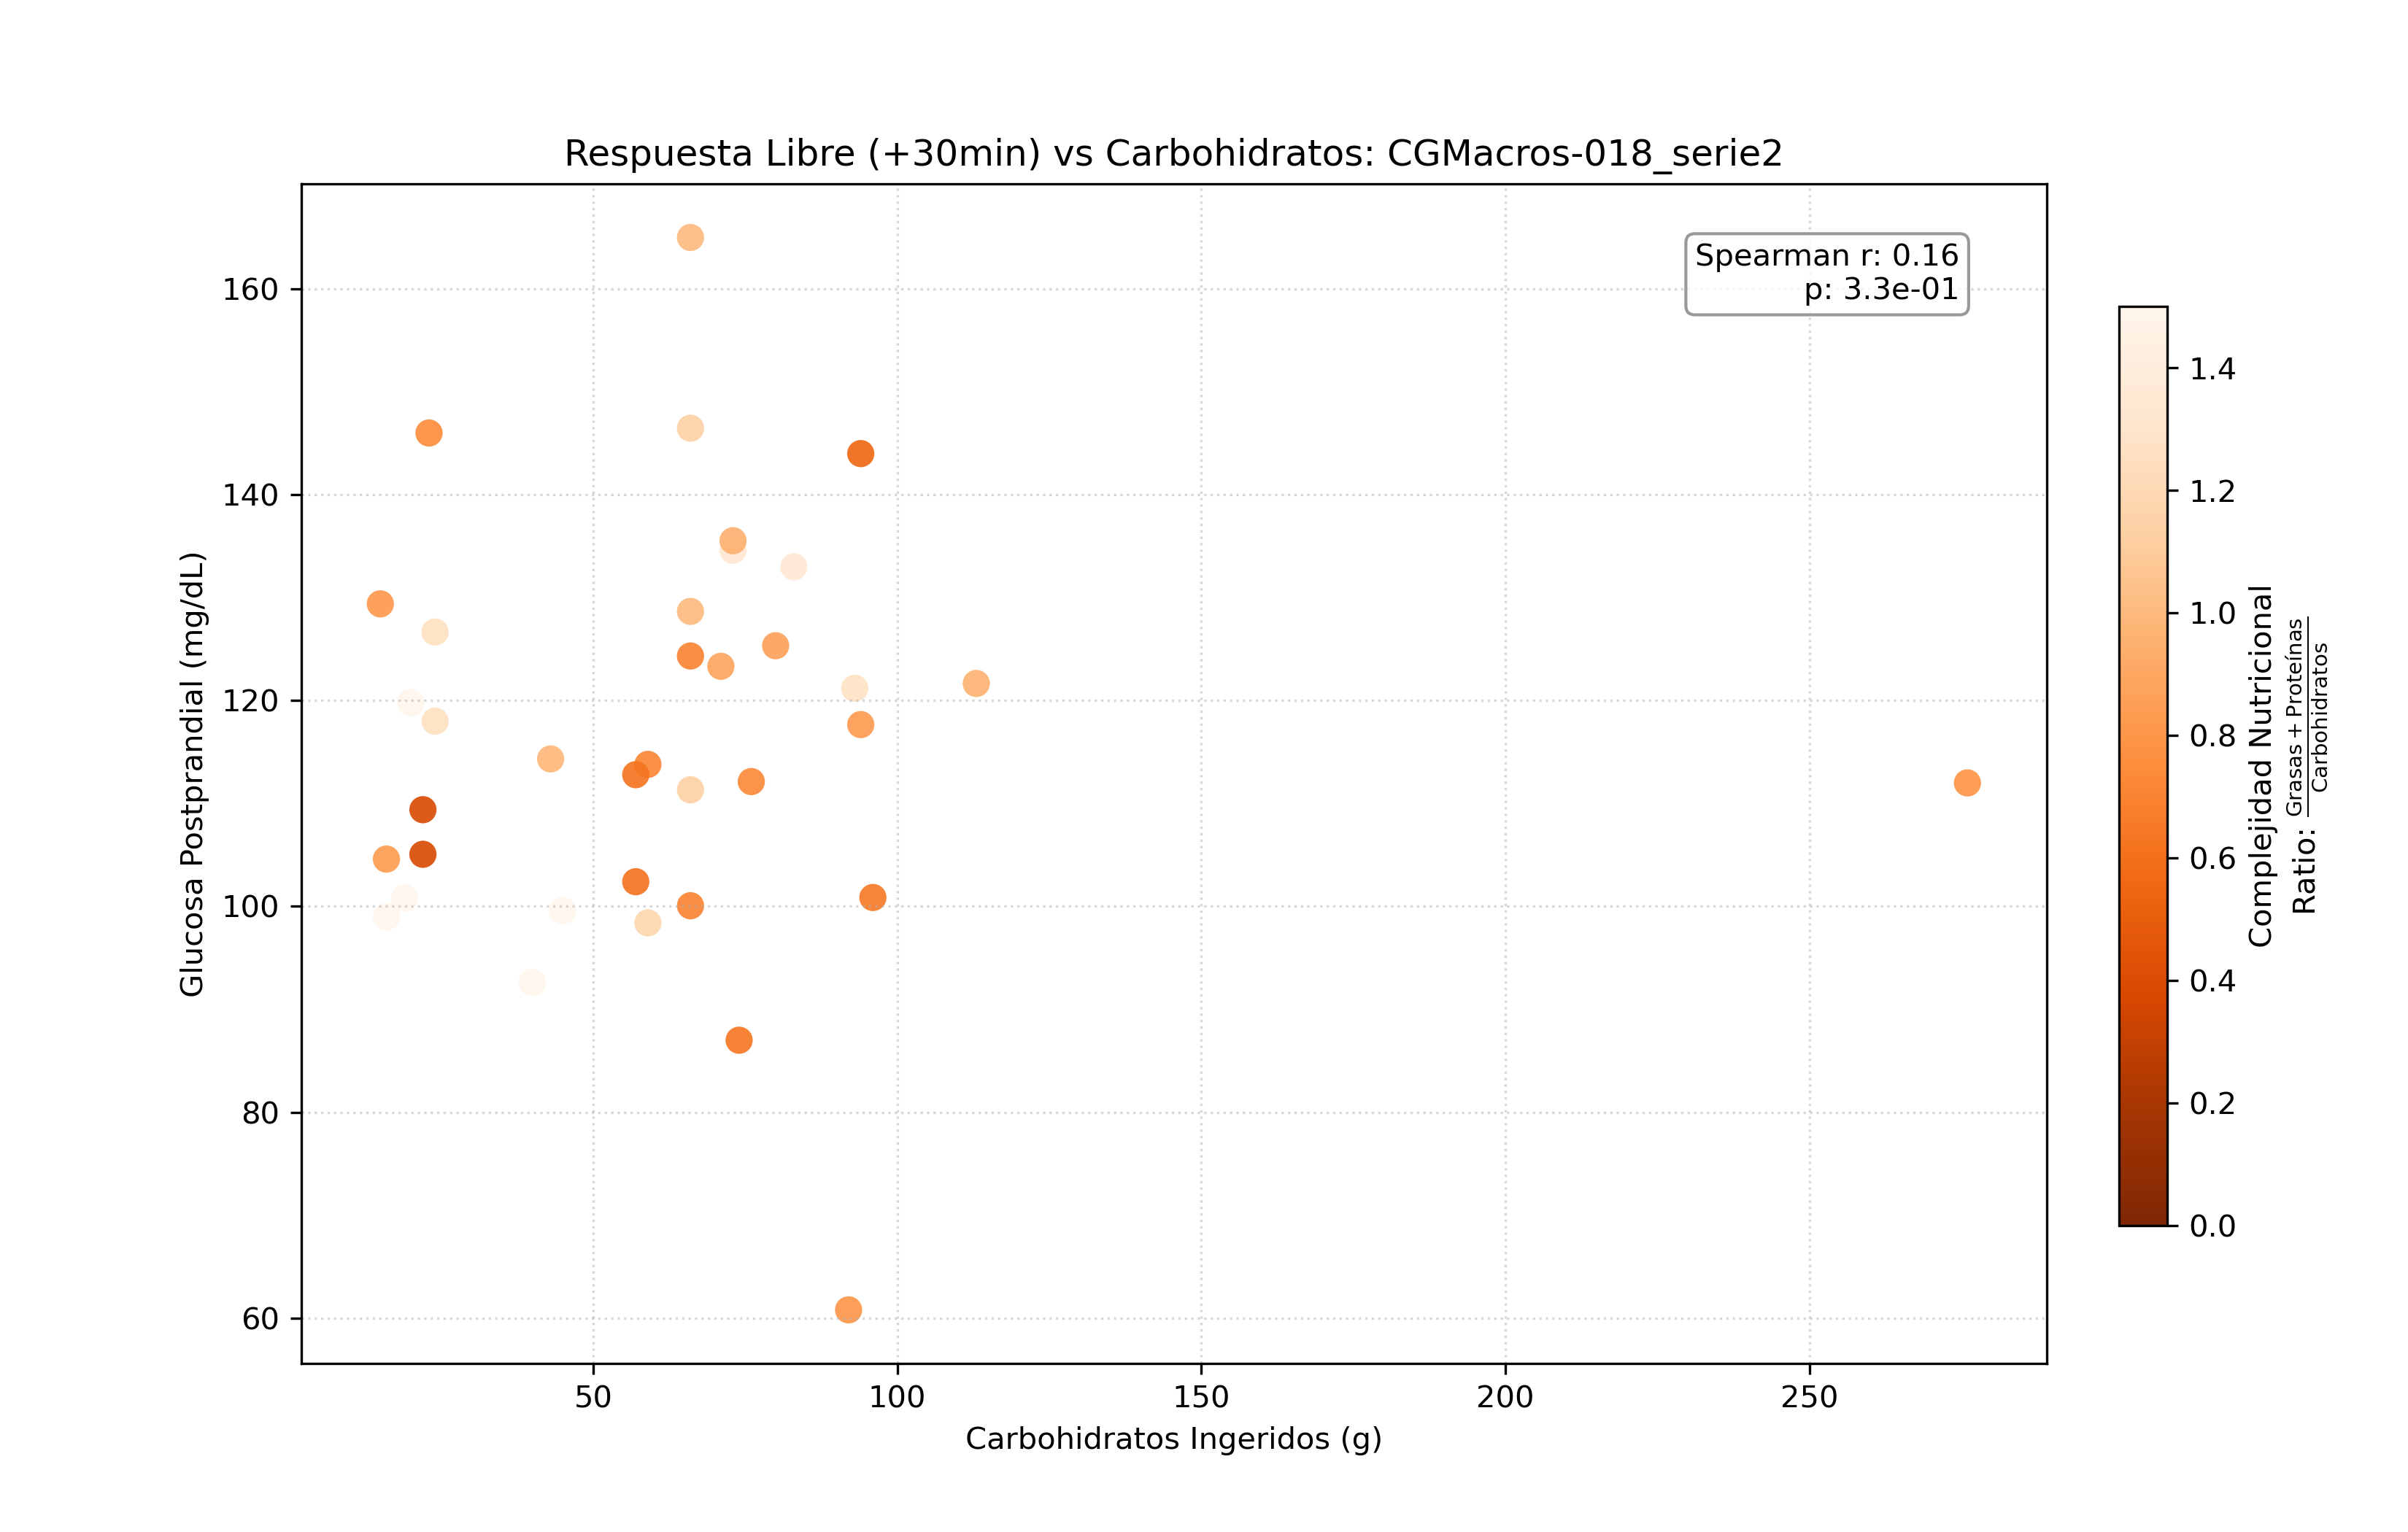 Respuesta Libre (+30min) vs Carbohidratos: CGMacros-018_serie2
Spearman r: 0.16
p: 3.3e-01
Glucosa Postprandial (mg/dL)
160
140
120
100
80
60
50
100
150
200
250
Carbohidratos Ingeridos (g)
1.4
1.2
1.0
0.8
0.6
0.4
0.2
0.0
Complejidad Nutricional
Ratio: Grasas + Proteínas
Carbohidratos